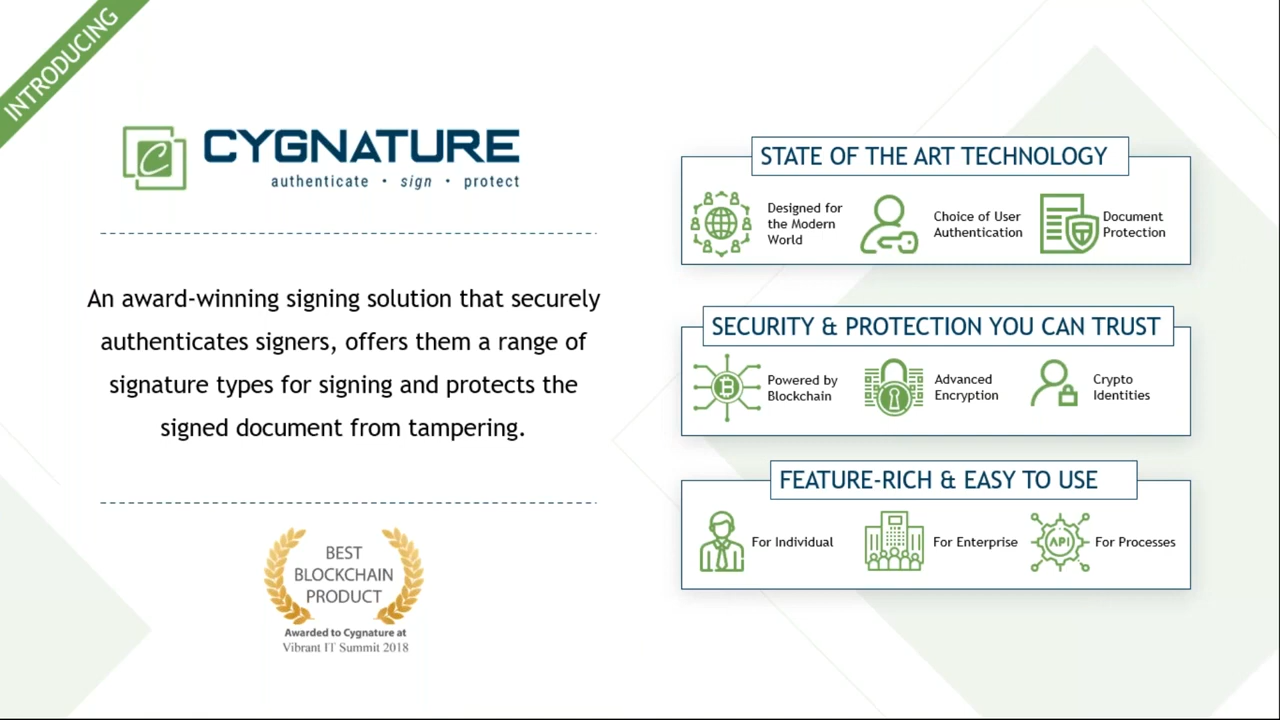 INTRODUCING
C
CYGNATURE
authenticate • sign • protect
An award-winning signing solution that securely
authenticates signers, offers them a range of
signature types for signing and protects the
signed document from tampering.
BEST
BLOCKCHAIN
PRODUCT
Awarded to Cygnature at
Vibrant IT Summit 2018
STATE OF THE ART TECHNOLOGY
Designed for
the Modern
World
Choice of User
Authentication
Document
Protection
SECURITY & PROTECTION YOU CAN TRUST
Powered by
Blockchain
Advanced
Encryption
Crypto
Identities
FEATURE-RICH & EASY TO USE
For Individual
For Enterprise
API
For Processes